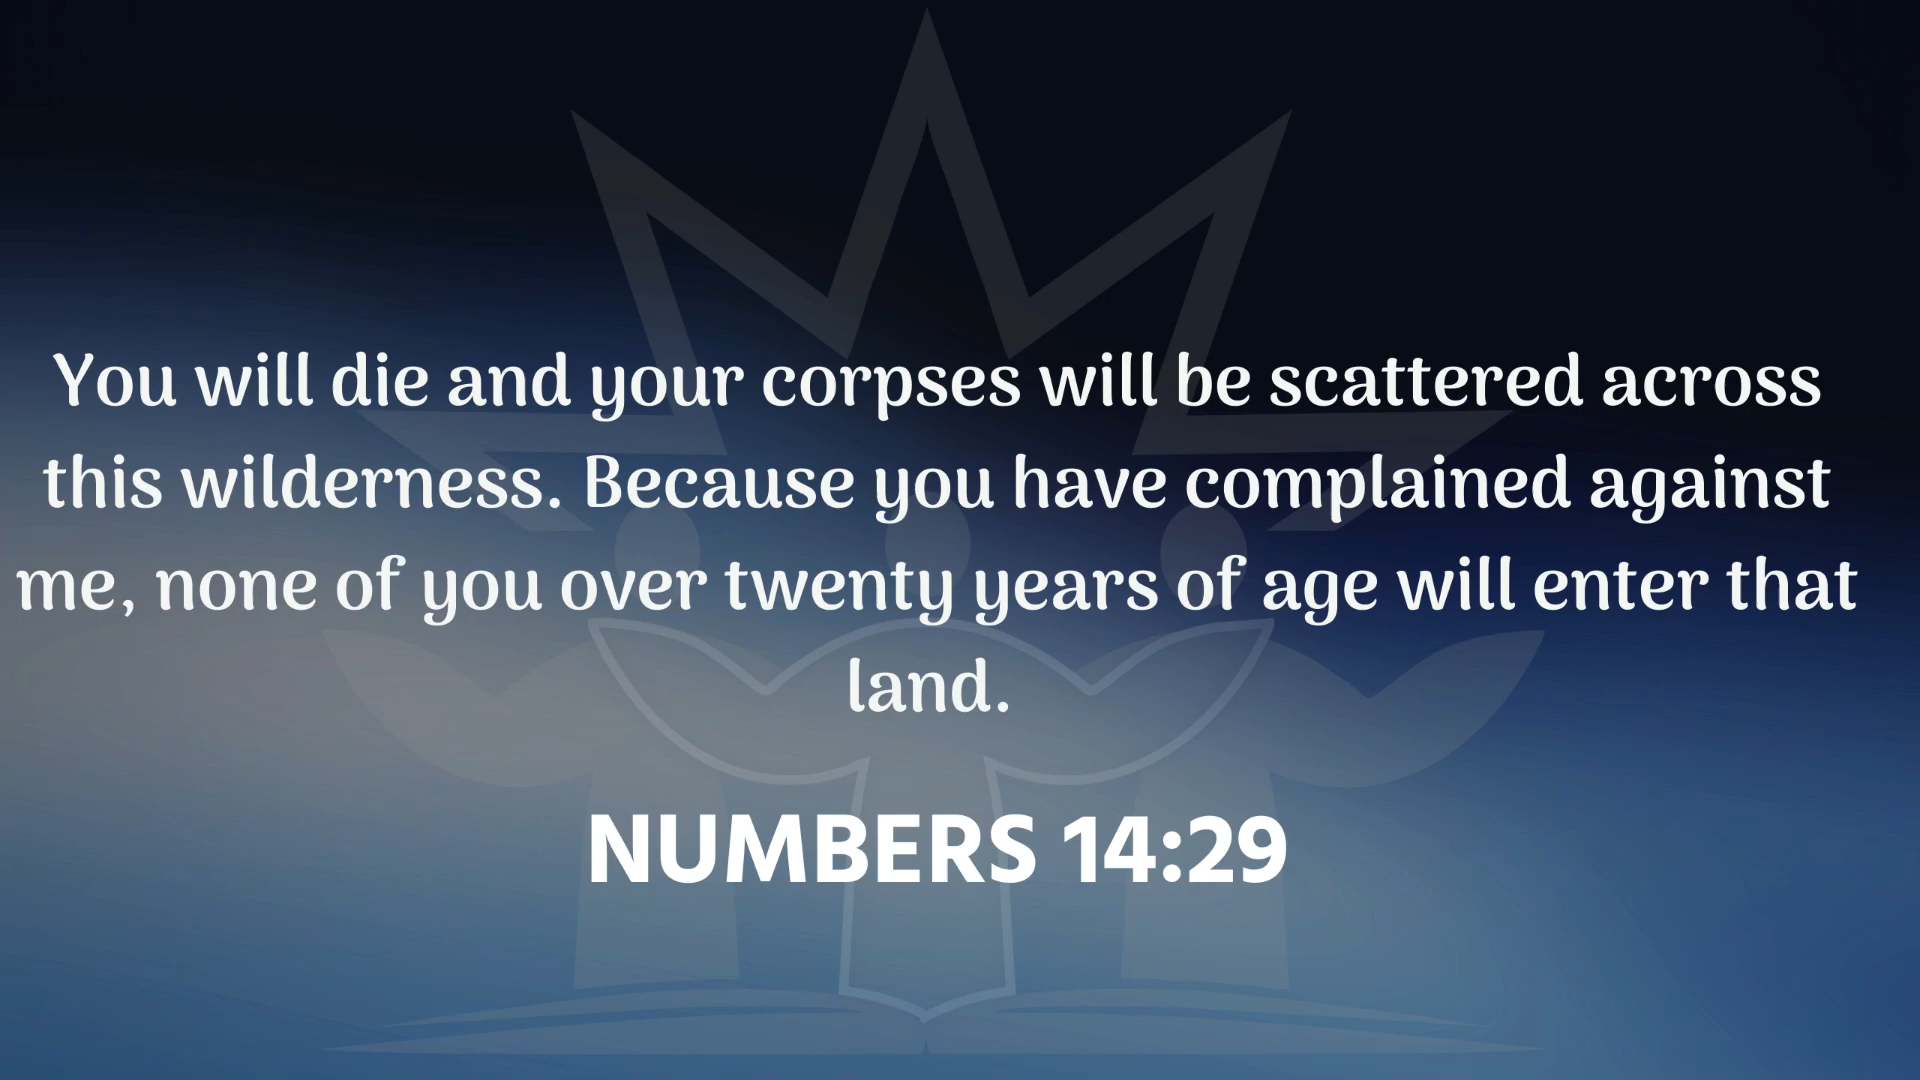 You will die and your corpses will be scattered across
this wilderness. Because you have complained against
me, none of you over twenty years of age will enter that
land.
NUMBERS 14:29